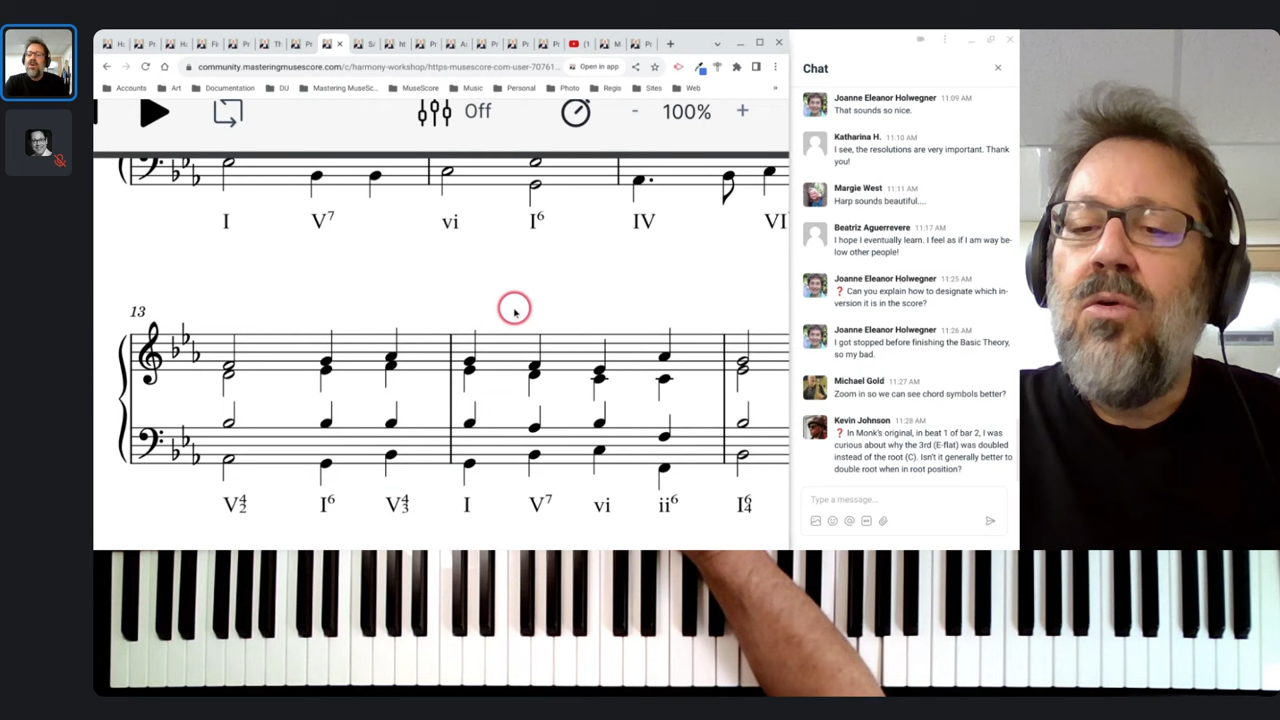 community.masteringmusescore.com/c/harmony-workshop/https-musescore-com-user-70761...
Open in app
Accounts
Art
Documentation
DU
Mastering MuseSc...
MuseScore
Music
Personal
Photo
Regis
Sites
Web
»
Off
- 100% +
I V7 vi I6 IV
13
V42 I6 V43 I V7 vi ii6 I64
Chat
Joanne Eleanor Holwegner 11:09 AM
That sounds so nice.
Katharina H. 11:10 AM
I see, the resolutions are very important. Thank
you!
Margie West 11:11 AM
Harp sounds beautiful....
Beatriz Aguerrevere 11:17 AM
I hope I eventually learn. I feel as if I am way be-
low other people!
Joanne Eleanor Holwegner 11:25 AM
❓ Can you explain how to designate which in-
version it is in the score?
Joanne Eleanor Holwegner 11:26 AM
I got stopped before finishing the Basic Theory,
so my bad.
Michael Gold 11:27 AM
Zoom in so we can see chord symbols better?
Kevin Johnson 11:28 AM
❓ In Monk's original, in beat 1 of bar 2, I was
curious about why the 3rd (E-flat) was doubled
instead of the root (C). Isn't it generally better to
double root when in root position?
Type a message...